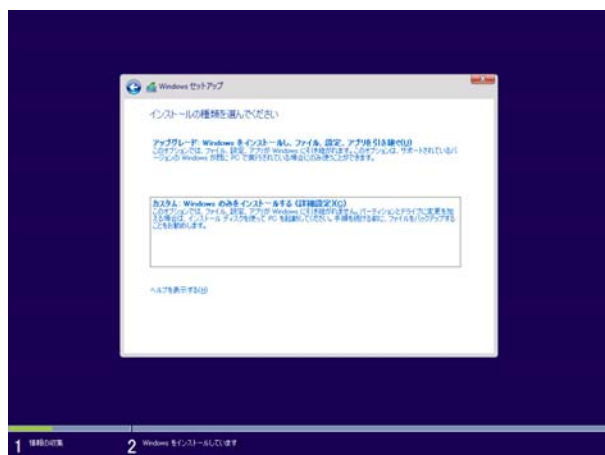 Windows セットアップ
インストールの種類を選んでください
アップグレード: Windows をインストールし、ファイル、設定、アプリを引き継ぐ(U)
このオプションでは、ファイル、設定、アプリが Windows に引き継がれます。このオプションは、サポートされているバ
ージョンの Windows が既に PC で実行されている場合にのみ使うことができます。
カスタム: Windows のみをインストールする (詳細設定)(C)
このオプションでは、ファイル、設定、アプリが Windows に引き継がれません。パーティションとドライブに変更を加
える場合は、インストール ディスクを使って PC を起動してください。手順を続ける前に、ファイルをバックアップする
ことをお勧めします。
ヘルプを表示する(H)
1 情報の収集
2 Windows をインストールしています